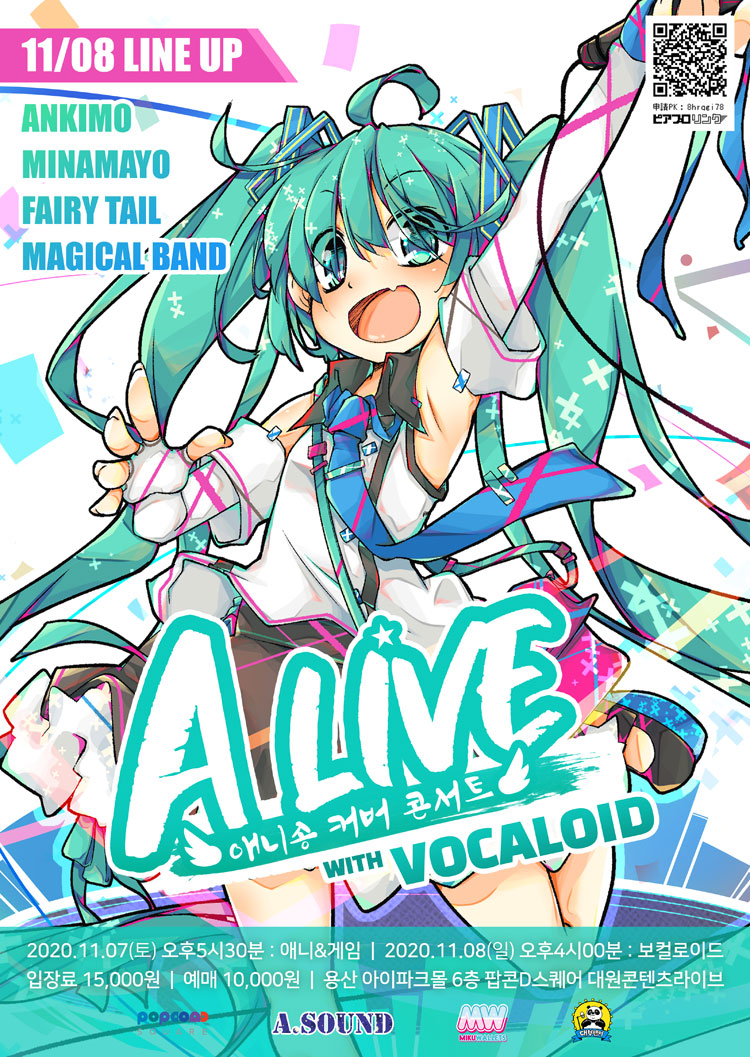 11/08 LINE UP
ANKIMO
MINAMAYO
FAIRY TAIL
MAGICAL BAND
申請PK : 8hrqgi78
ピアプロリンク
A LIVE
애니송 커버 콘서트
WITH VOCALOID
2020.11.07(토) 오후5시30분 : 애니&게임 | 2020.11.08(일) 오후4시00분 : 보컬로이드
입장료 15,000원 | 예매 10,000원 | 용산 아이파크몰 6층 팝콘D스퀘어 대원콘텐츠라이브
POPCOND
SQUARE
A.SOUND
MW
MIKUWALLETS